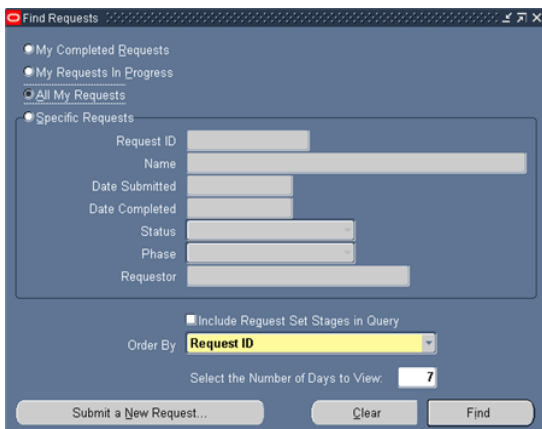 Find Requests
My Completed Requests
My Requests In Progress
All My Requests
Specific Requests
Request ID
Name
Date Submitted
Date Completed
Status
Phase
Requestor
Include Request Set Stages in Query
Order By Request ID
Select the Number of Days to View: 7
Submit a New Request... Clear Find